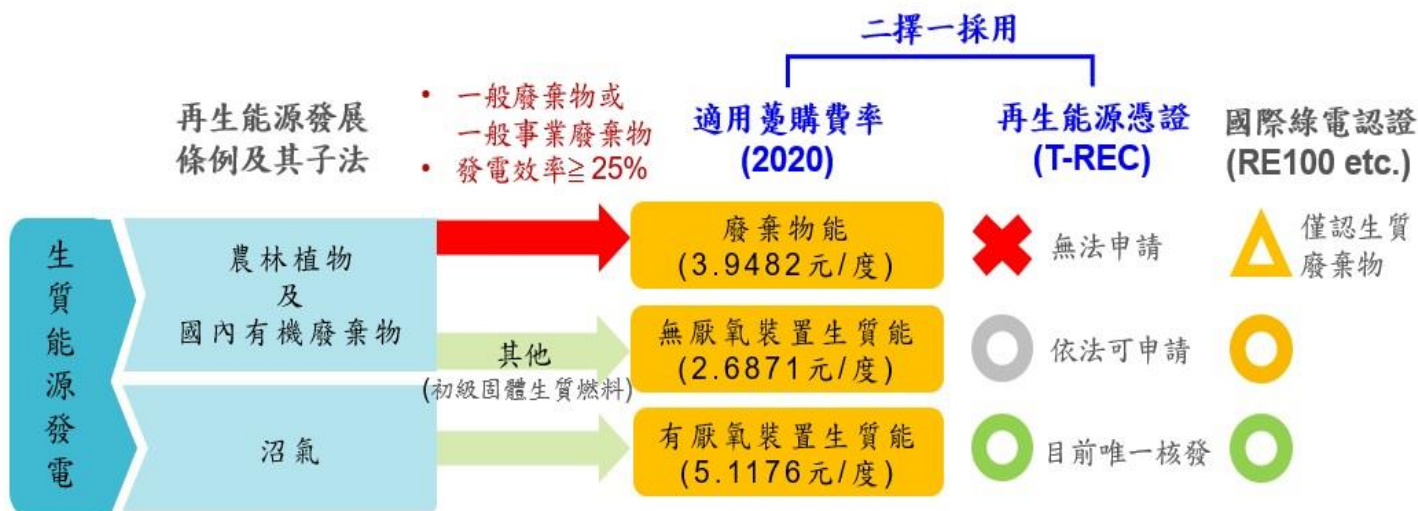 二擇一採用
再生能源發展
條例及其子法
• 一般廢棄物或
一般事業廢棄物
• 發電效率≧25%
適用躉購費率
(2020)
再生能源憑證
(T-REC)
國際綠電認證
(RE100 etc.)
生質能源發電
農林植物
及
國內有機廢棄物
廢棄物能
(3.9482元/度)
無法申請
僅認生質
廢棄物
其他
(初級固體生質燃料)
無厭氧裝置生質能
(2.6871元/度)
依法可申請
沼氣
有厭氧裝置生質能
(5.1176元/度)
目前唯一核發